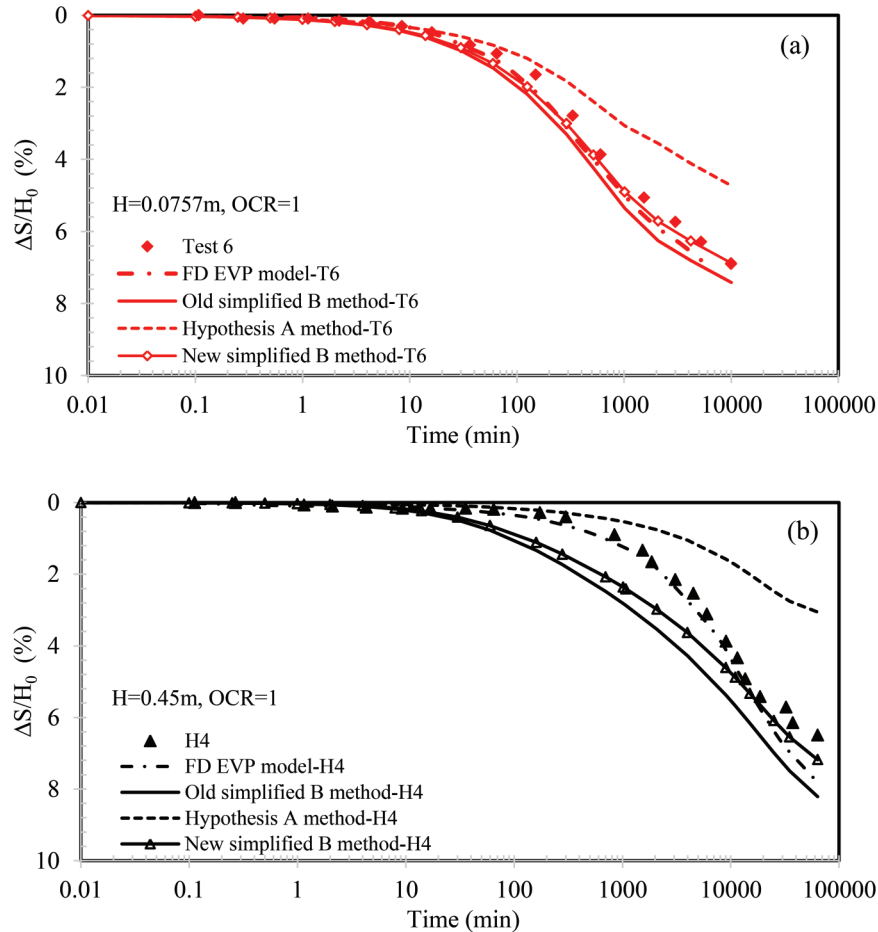 (a)
0
2
4
6
8
10
ΔS/H₀ (%)
H=0.0757m, OCR=1
Test 6
FD EVP model-T6
Old simplified B method-T6
Hypothesis A method-T6
New simplified B method-T6
0.01 0.1 1 10 100 1000 10000 100000
Time (min)
(b)
0
2
4
6
8
10
ΔS/H₀ (%)
H=0.45m, OCR=1
H4
FD EVP model-H4
Old simplified B method-H4
Hypothesis A method-H4
New simplified B method-H4
0.01 0.1 1 10 100 1000 10000 100000
Time (min)